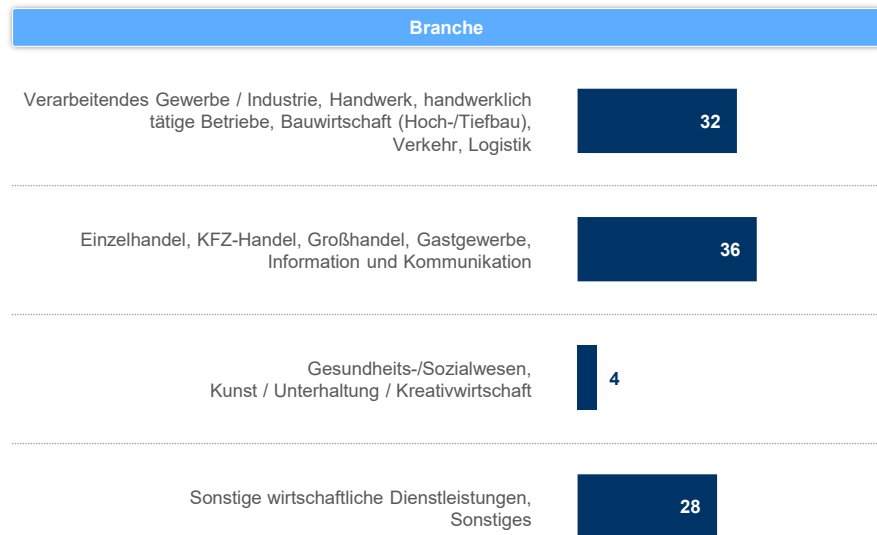 Branche
Verarbeitendes Gewerbe / Industrie, Handwerk, handwerklich
tätige Betriebe, Bauwirtschaft (Hoch-/Tiefbau),
Verkehr, Logistik
32
Einzelhandel, KFZ-Handel, Großhandel, Gastgewerbe,
Information und Kommunikation
36
Gesundheits-/Sozialwesen,
Kunst / Unterhaltung / Kreativwirtschaft
4
Sonstige wirtschaftliche Dienstleistungen,
Sonstiges
28